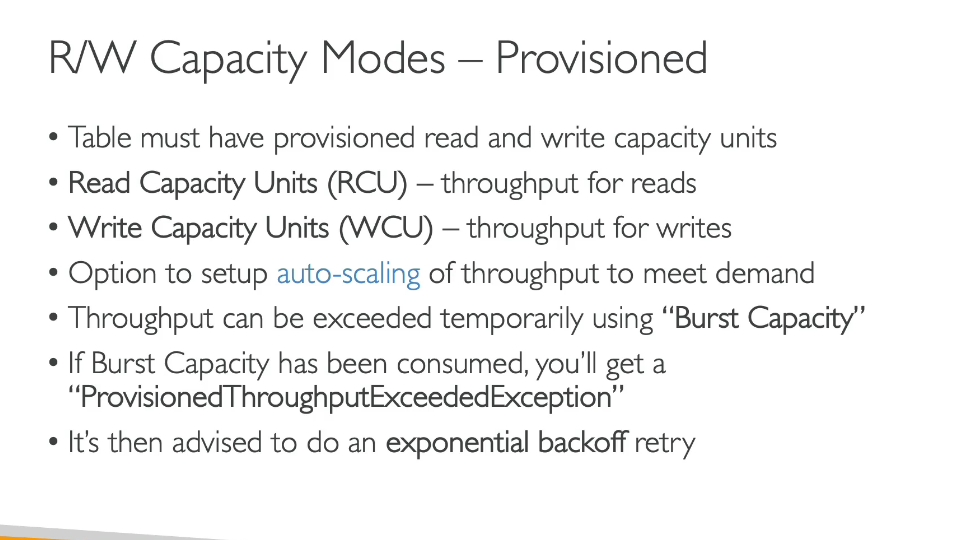 R/W Capacity Modes – Provisioned
• Table must have provisioned read and write capacity units
• Read Capacity Units (RCU) – throughput for reads
• Write Capacity Units (WCU) – throughput for writes
• Option to setup auto-scaling of throughput to meet demand
• Throughput can be exceeded temporarily using “Burst Capacity”
• If Burst Capacity has been consumed, you’ll get a
“ProvisionedThroughputExceededException”
• It’s then advised to do an exponential backoff retry